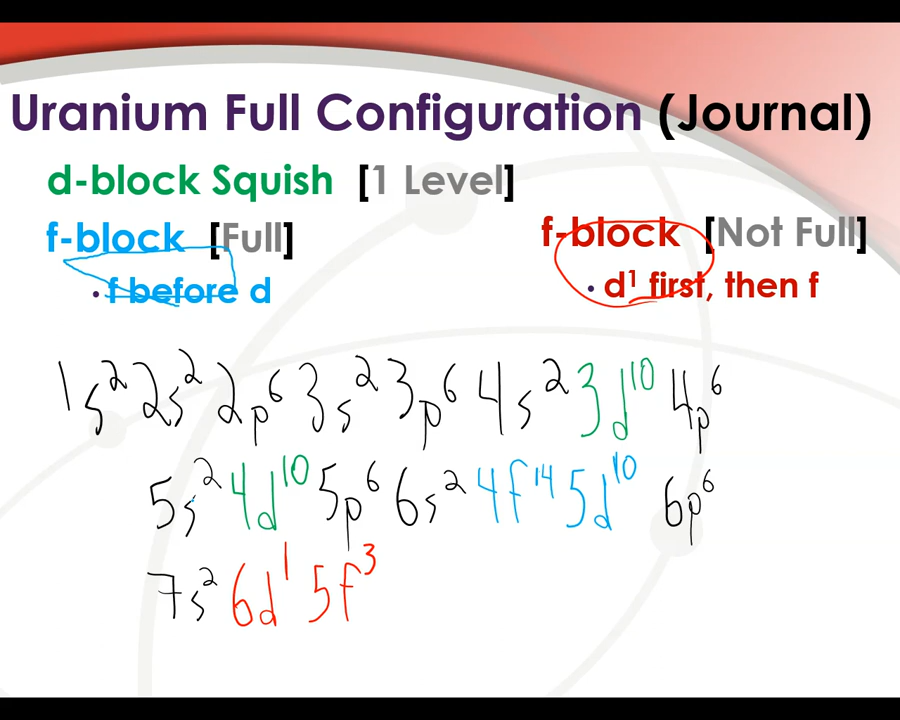 Uranium Full Configuration (Journal)
d-block Squish [1 Level]
f-block [Full]
• f before d
f-block [Not Full]
• d¹ first, then f
1s² 2s² 2p⁶ 3s² 3p⁶ 4s² 3d¹⁰ 4p⁶
5s² 4d¹⁰ 5p⁶ 6s² 4f¹⁴ 5d¹⁰ 6p⁶
7s² 6d¹ 5f³